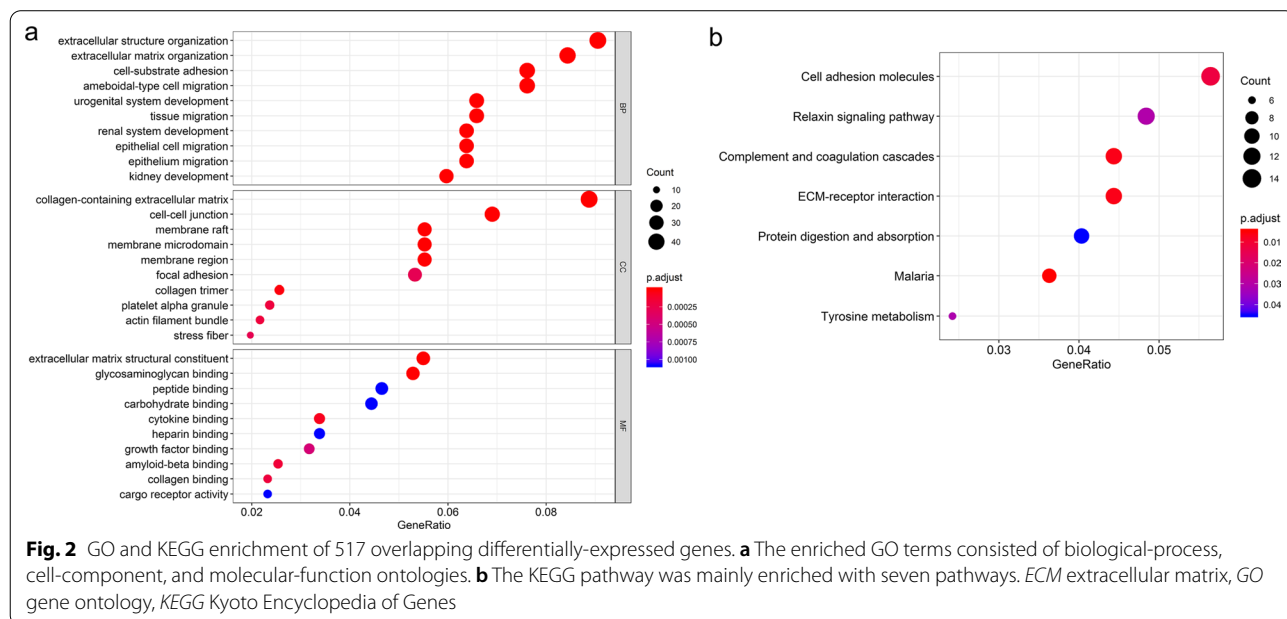 a
extracellular structure organization
extracellular matrix organization
cell-substrate adhesion
ameboidal-type cell migration
urogenital system development
tissue migration
renal system development
epithelial cell migration
epithelium migration
kidney development
BP
collagen-containing extracellular matrix
cell-cell junction
membrane raft
membrane microdomain
membrane region
focal adhesion
collagen trimer
platelet alpha granule
actin filament bundle
stress fiber
CC
extracellular matrix structural constituent
glycosaminoglycan binding
peptide binding
carbohydrate binding
cytokine binding
heparin binding
growth factor binding
amyloid-beta binding
collagen binding
cargo receptor activity
MF
0.02 0.04 0.06 0.08
GeneRatio
Count
10
20
30
40
p.adjust
0.00025
0.00050
0.00075
0.00100
b
Cell adhesion molecules
Relaxin signaling pathway
Complement and coagulation cascades
ECM-receptor interaction
Protein digestion and absorption
Malaria
Tyrosine metabolism
0.03 0.04 0.05
GeneRatio
Count
6
8
10
12
14
p.adjust
0.01
0.02
0.03
0.04
Fig. 2 GO and KEGG enrichment of 517 overlapping differentially-expressed genes. a The enriched GO terms consisted of biological-process,
cell-component, and molecular-function ontologies. b The KEGG pathway was mainly enriched with seven pathways. ECM extracellular matrix, GO
gene ontology, KEGG Kyoto Encyclopedia of Genes